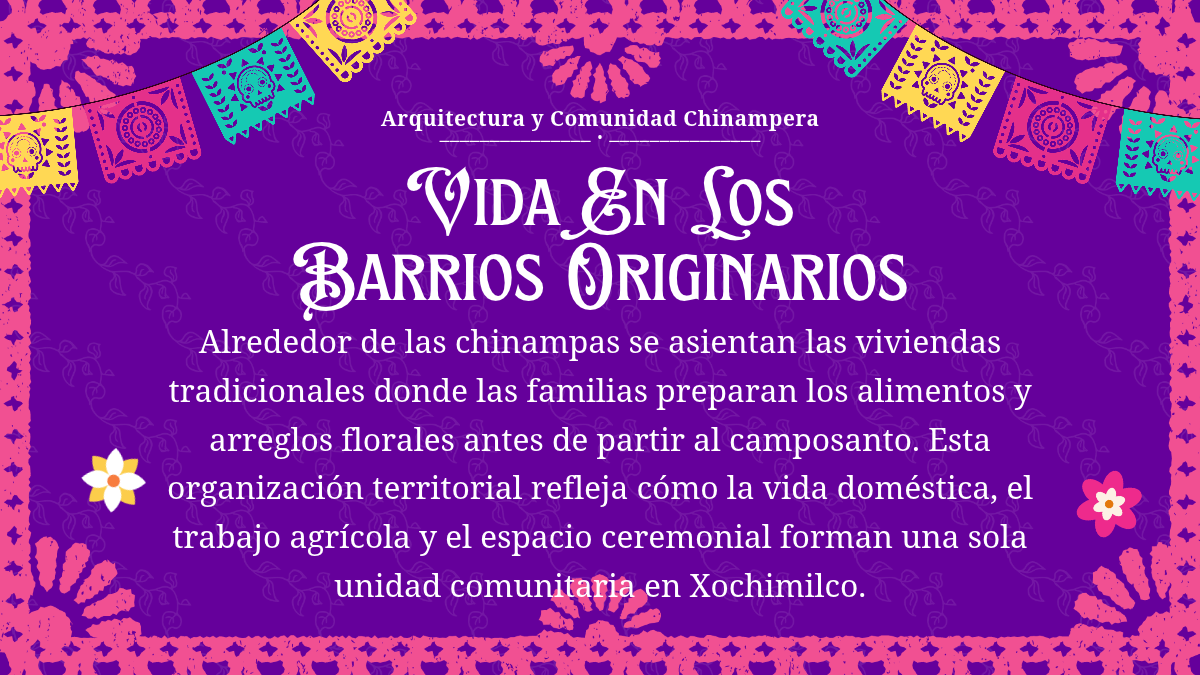 Arquitectura y Comunidad Chinampera
Vida En Los
Barrios Originarios
Alrededor de las chinampas se asientan las viviendas
tradicionales donde las familias preparan los alimentos y
arreglos florales antes de partir al camposanto. Esta
organización territorial refleja cómo la vida doméstica, el
trabajo agrícola y el espacio ceremonial forman una sola
unidad comunitaria en Xochimilco.